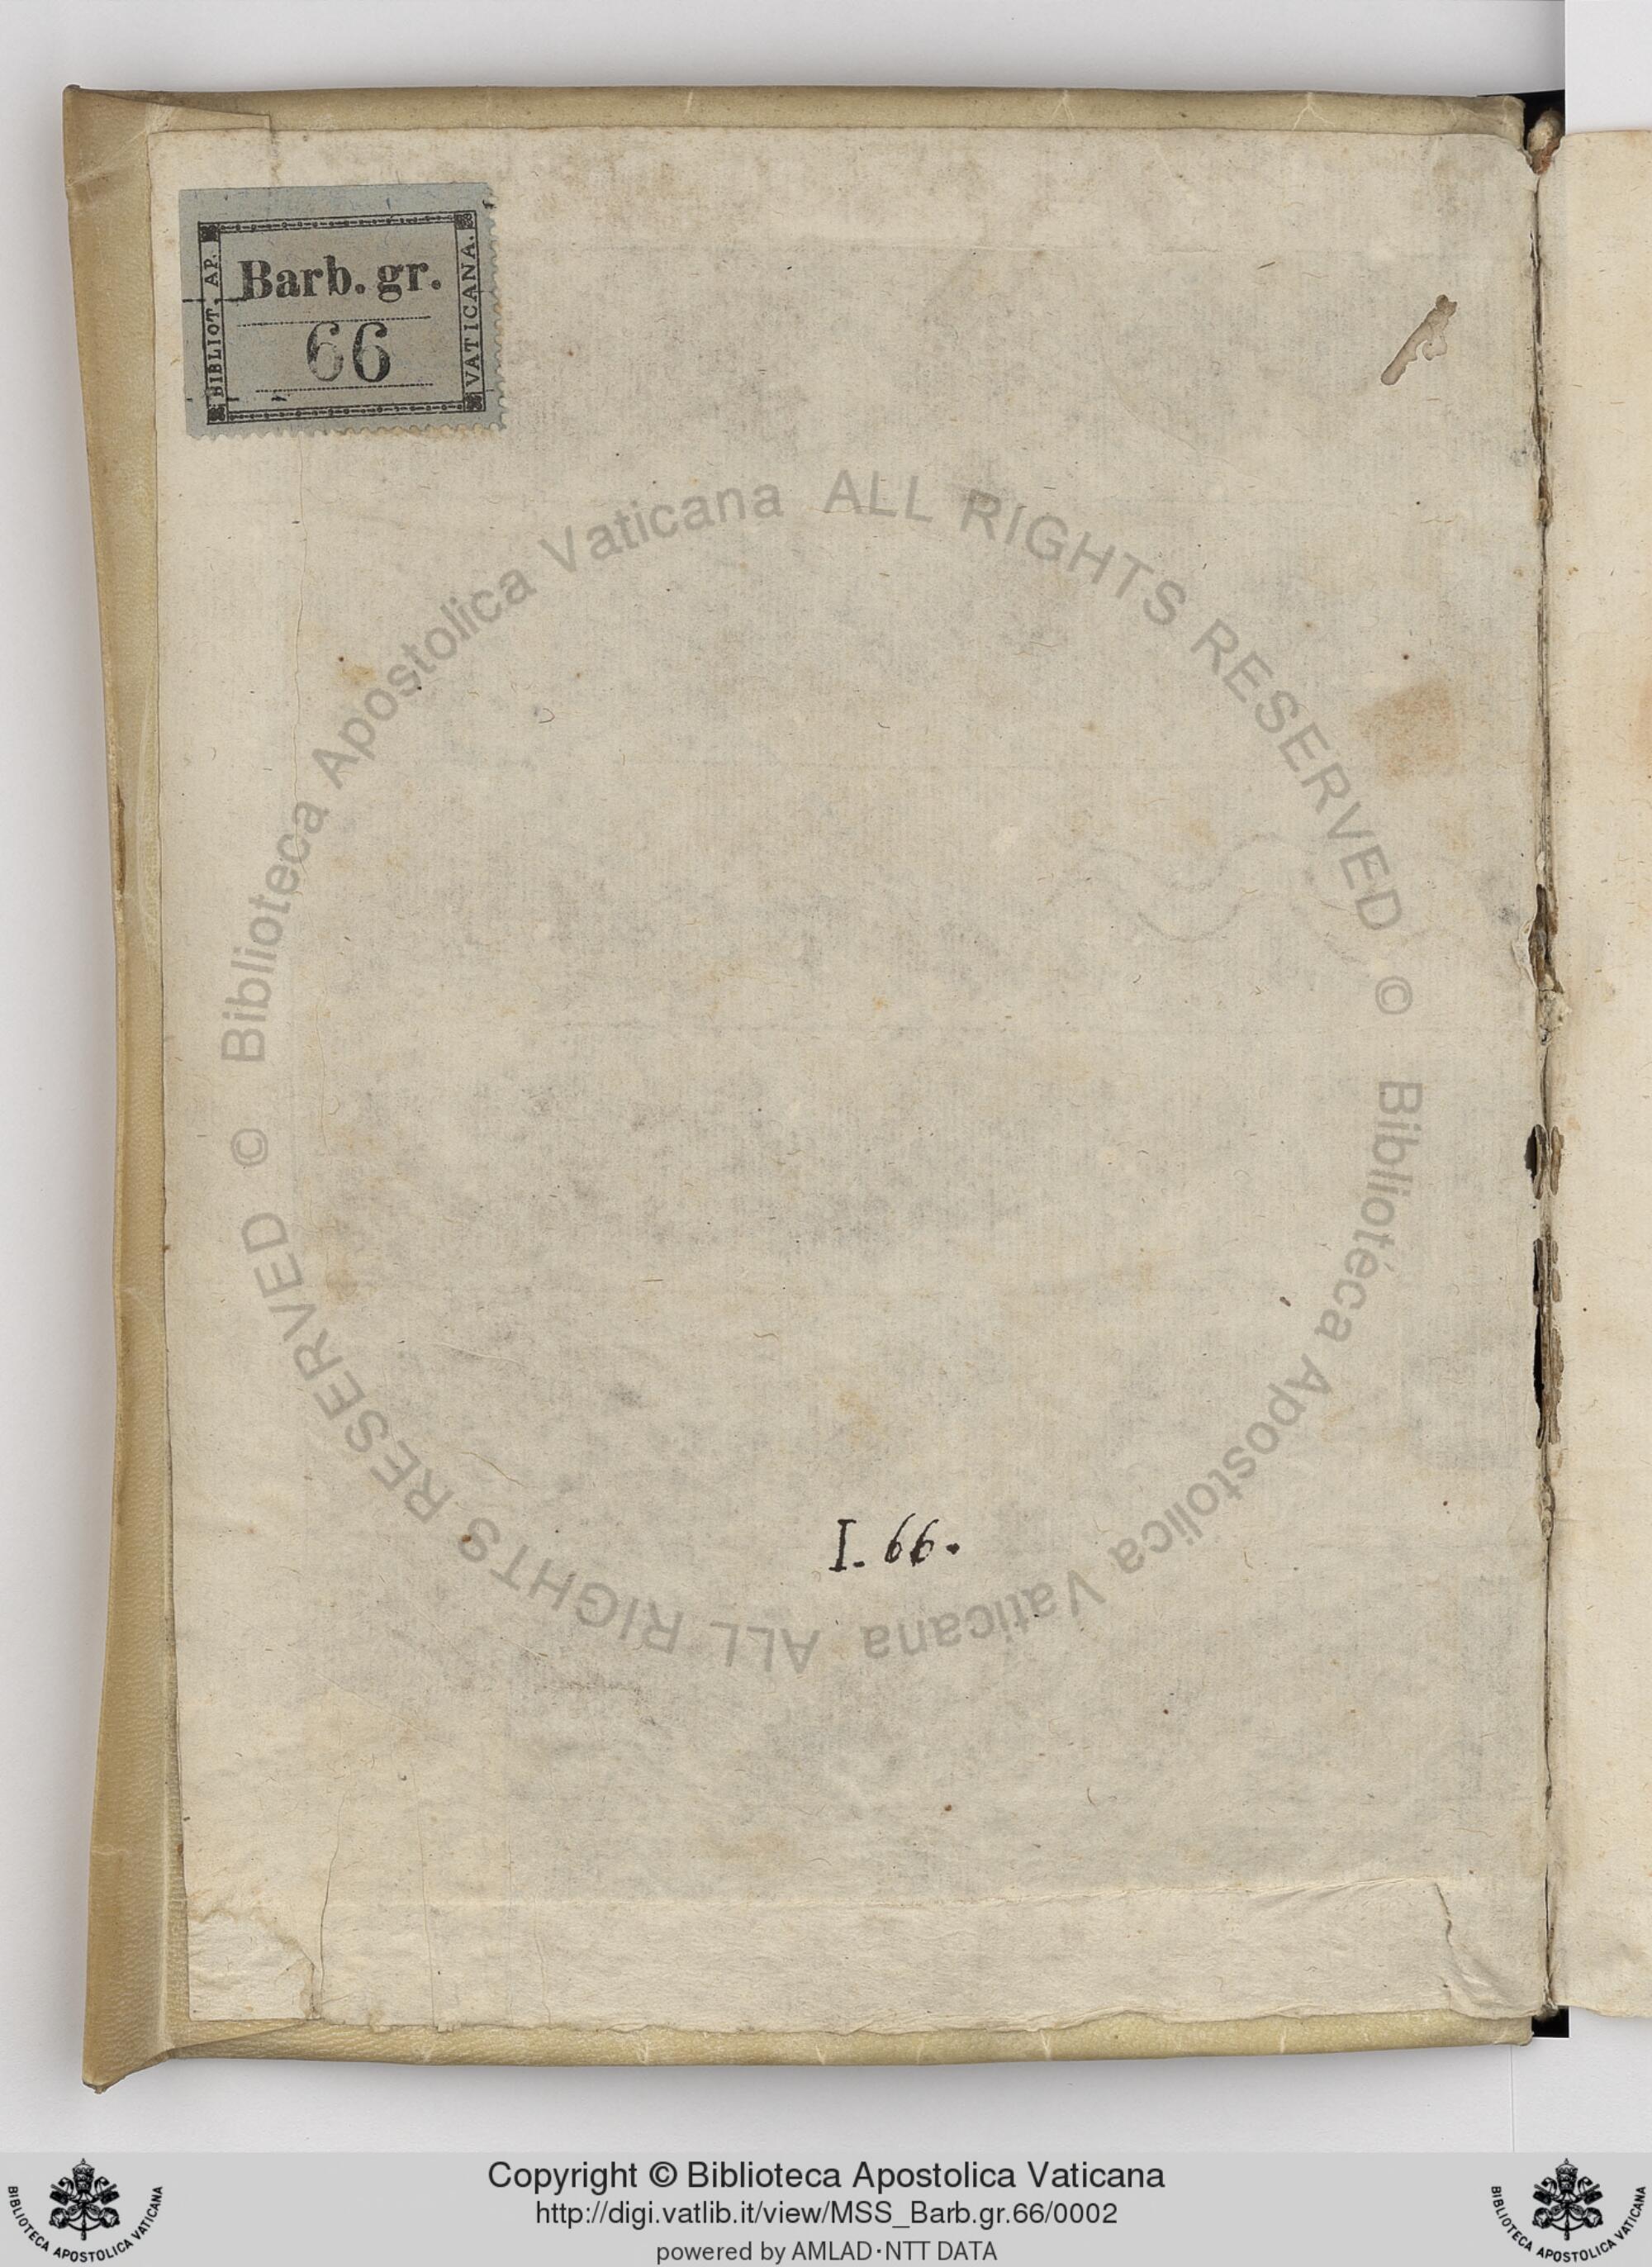 BIBLIOT. AP.
VATICANA.
Barb. gr.
66
© Biblioteca Apostolica Vaticana ALL RIGHTS RESERVED
© Biblioteca Apostolica Vaticana ALL RIGHTS RESERVED
I. 66.
Copyright © Biblioteca Apostolica Vaticana
http://digi.vatlib.it/view/MSS_Barb.gr.66/0002
powered by AMLAD·NTT DATA
BIBLIOTECA APOSTOLICA VATICANA
BIBLIOTECA APOSTOLICA VATICANA